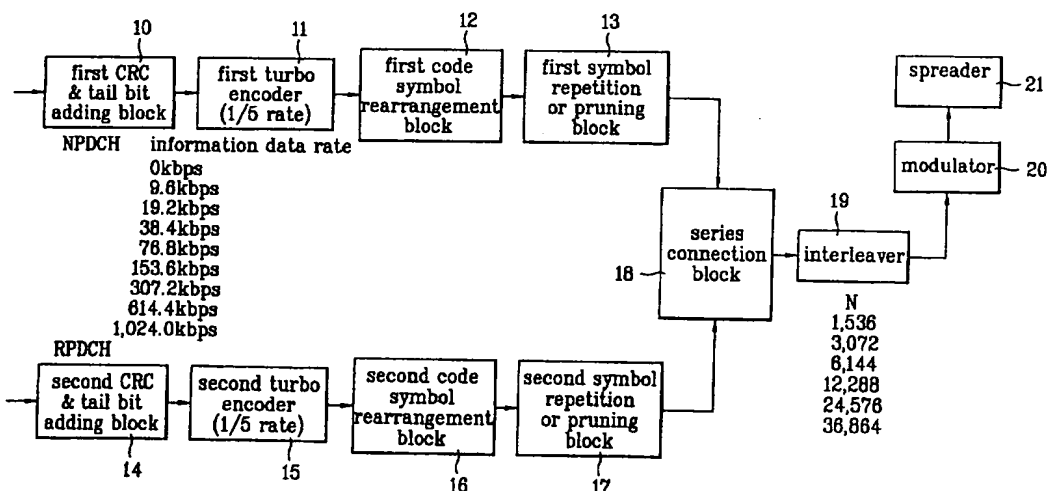 10
first CRC
& tail bit
adding block
11
first turbo
encoder
(1/5 rate)
12
first code
symbol
rearrangement
block
13
first symbol
repetition
or pruning
block
spreader
21
modulator
20
NPDCH information data rate
0kbps
9.6kbps
19.2kbps
38.4kbps
76.8kbps
153.6kbps
307.2kbps
614.4kbps
1,024.0kbps
series
connection
block
18
19
interleaver
N
1,536
3,072
6,144
12,288
24,576
36,864
RPDCH
second CRC
& tail bit
adding block
14
second turbo
encoder
(1/5 rate)
15
second code
symbol
rearrangement
block
16
second symbol
repetition
or pruning
block
17